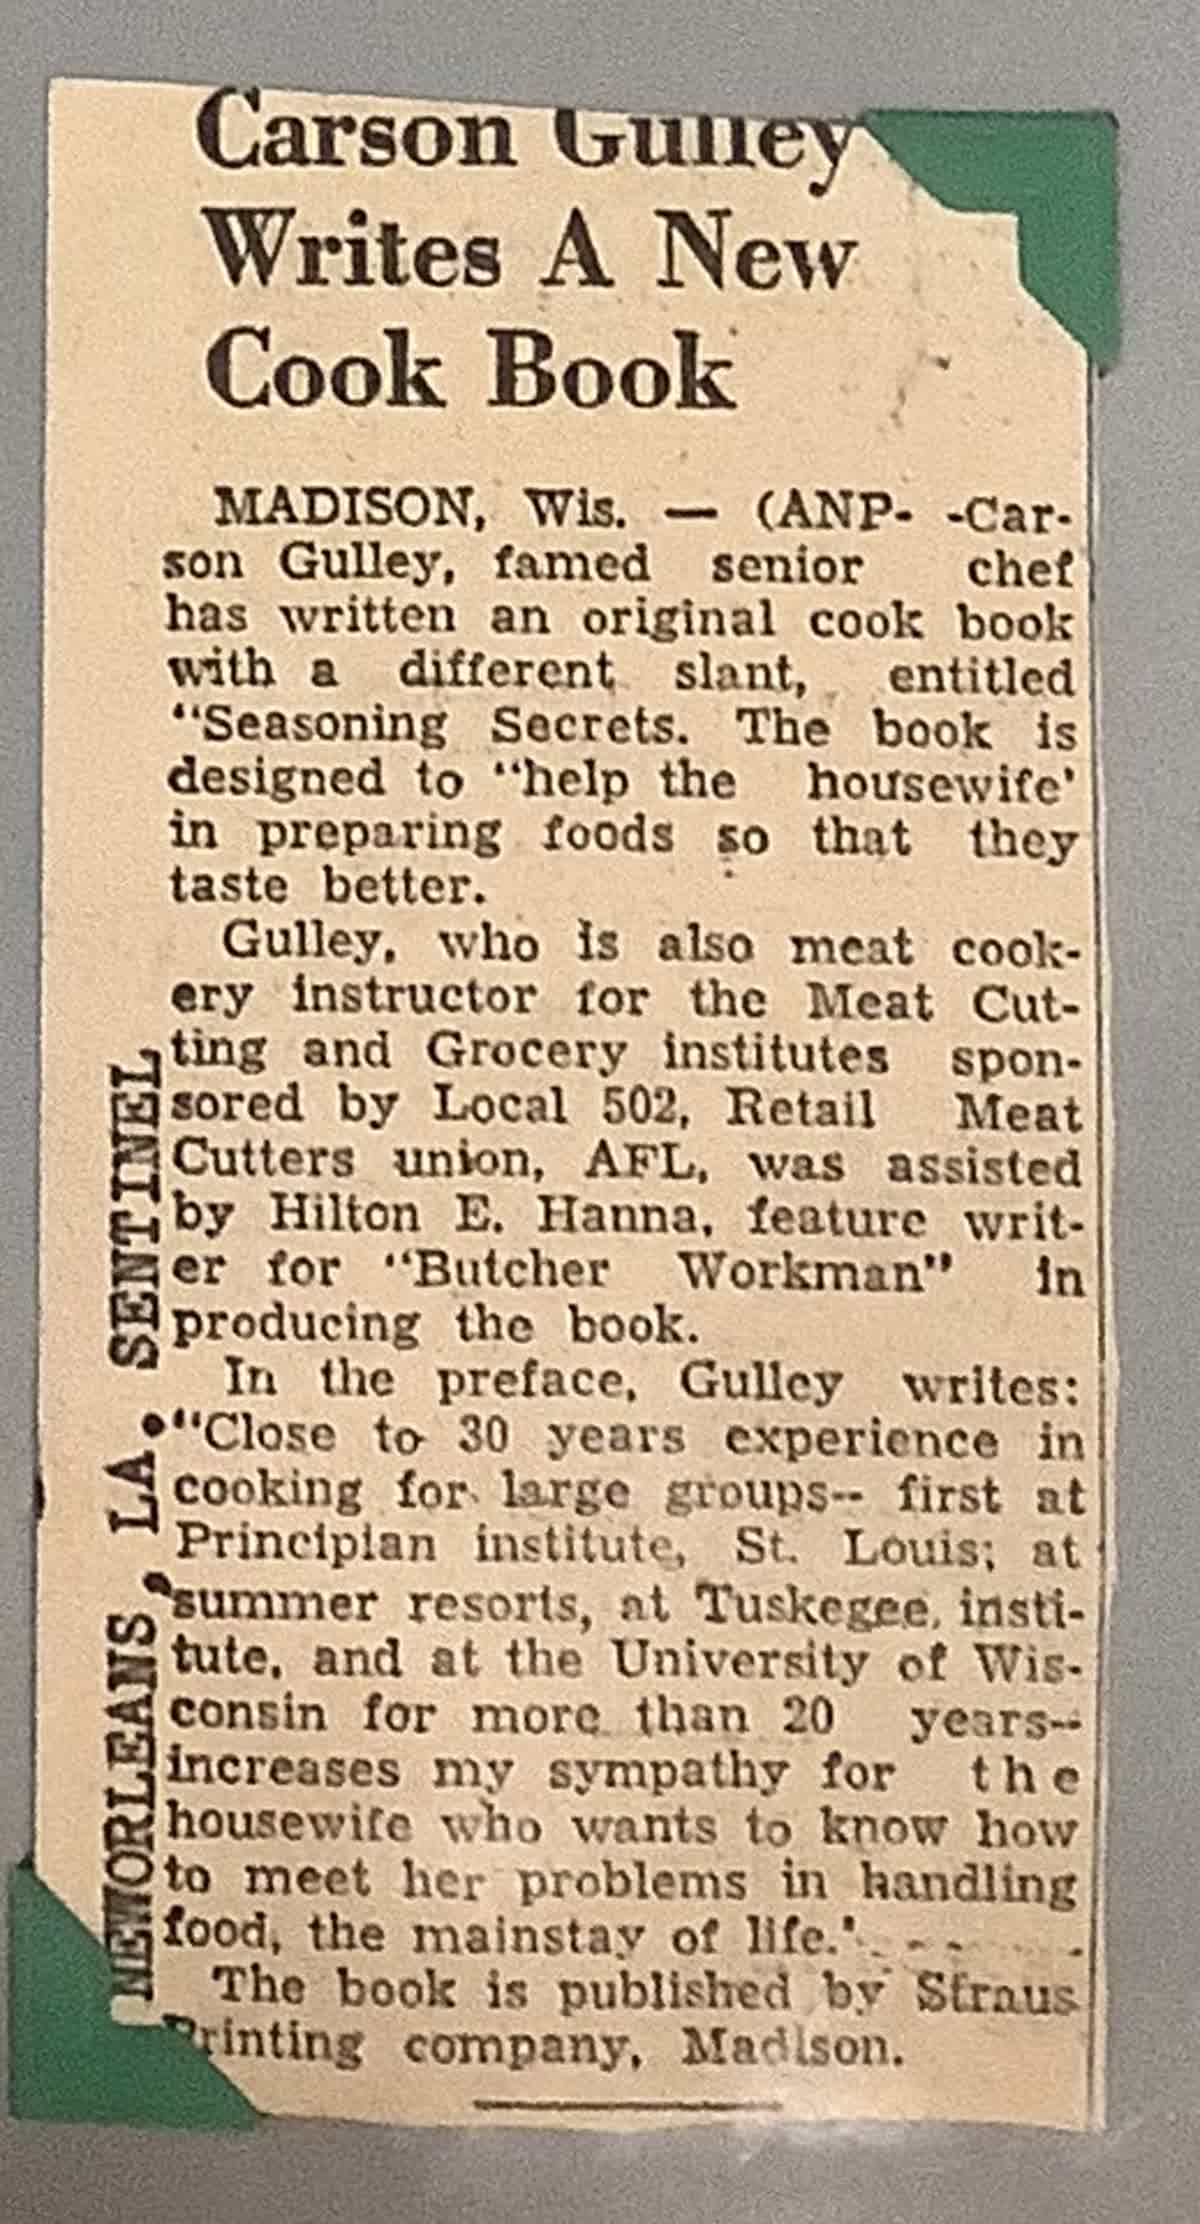 Carson Gulley
Writes A New
Cook Book
MADISON, Wis. — (ANP- -Car-
son Gulley, famed senior chef
has written an original cook book
with a different slant, entitled
"Seasoning Secrets. The book is
designed to "help the housewife'
in preparing foods so that they
taste better.
Gulley, who is also meat cook-
ery instructor for the Meat Cut-
ting and Grocery institutes spon-
sored by Local 502, Retail Meat
Cutters union, AFL, was assisted
by Hilton E. Hanna, feature writ-
er for "Butcher Workman" in
producing the book.
In the preface, Gulley writes:
"Close to 30 years experience in
cooking for large groups-- first at
Principian institute, St. Louis; at
summer resorts, at Tuskegee, insti-
tute, and at the University of Wis-
consin for more than 20 years--
increases my sympathy for the
housewife who wants to know how
to meet her problems in handling
food, the mainstay of life.'
The book is published by Straus
Printing company, Madison.
NEWORLEANS, LA. SENTINEL